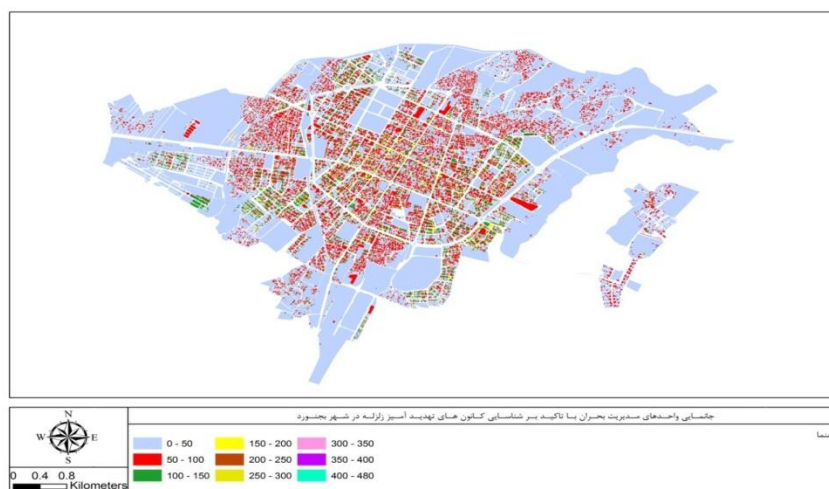 جانمایی واحدهای مدیریت بحران با تاکید بر شناسایی کانون های تهدید آمیز زلزله در شهر بجنورد
N
W E
S
0 0.4 0.8
Kilometers
0 - 50
50 - 100
100 - 150
150 - 200
200 - 250
250 - 300
300 - 350
350 - 400
400 - 480